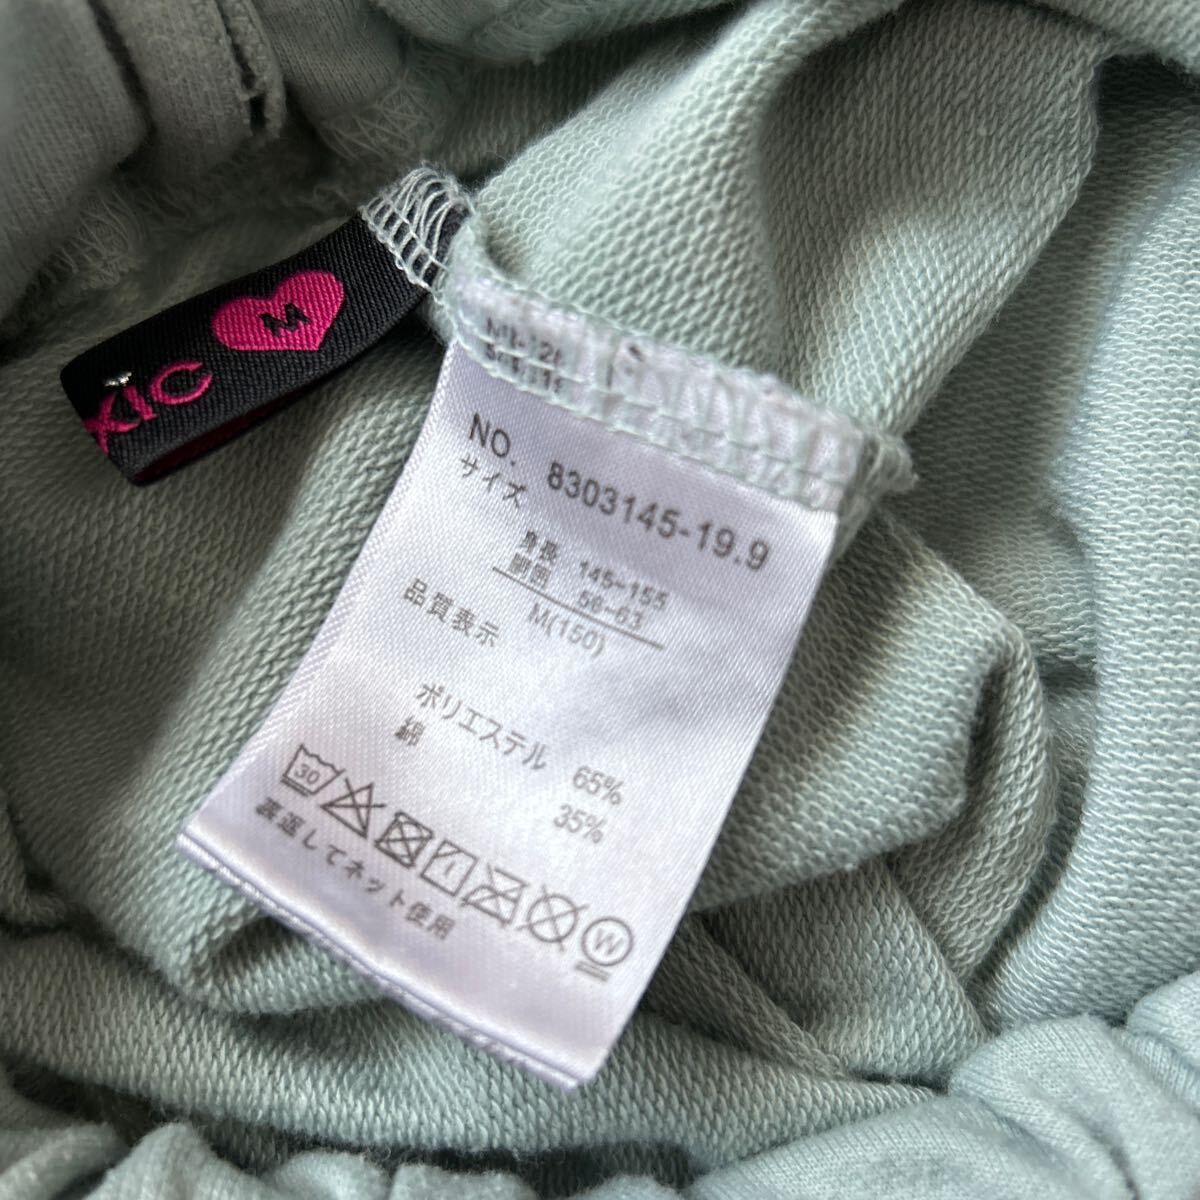 M
XIC
NO. 8303145-19.9
サイズ
身長 145~155
胴囲 56~63
M(150)
品質表示
ポリエステル 65%
綿 35%
30
W
裏返してネット使用